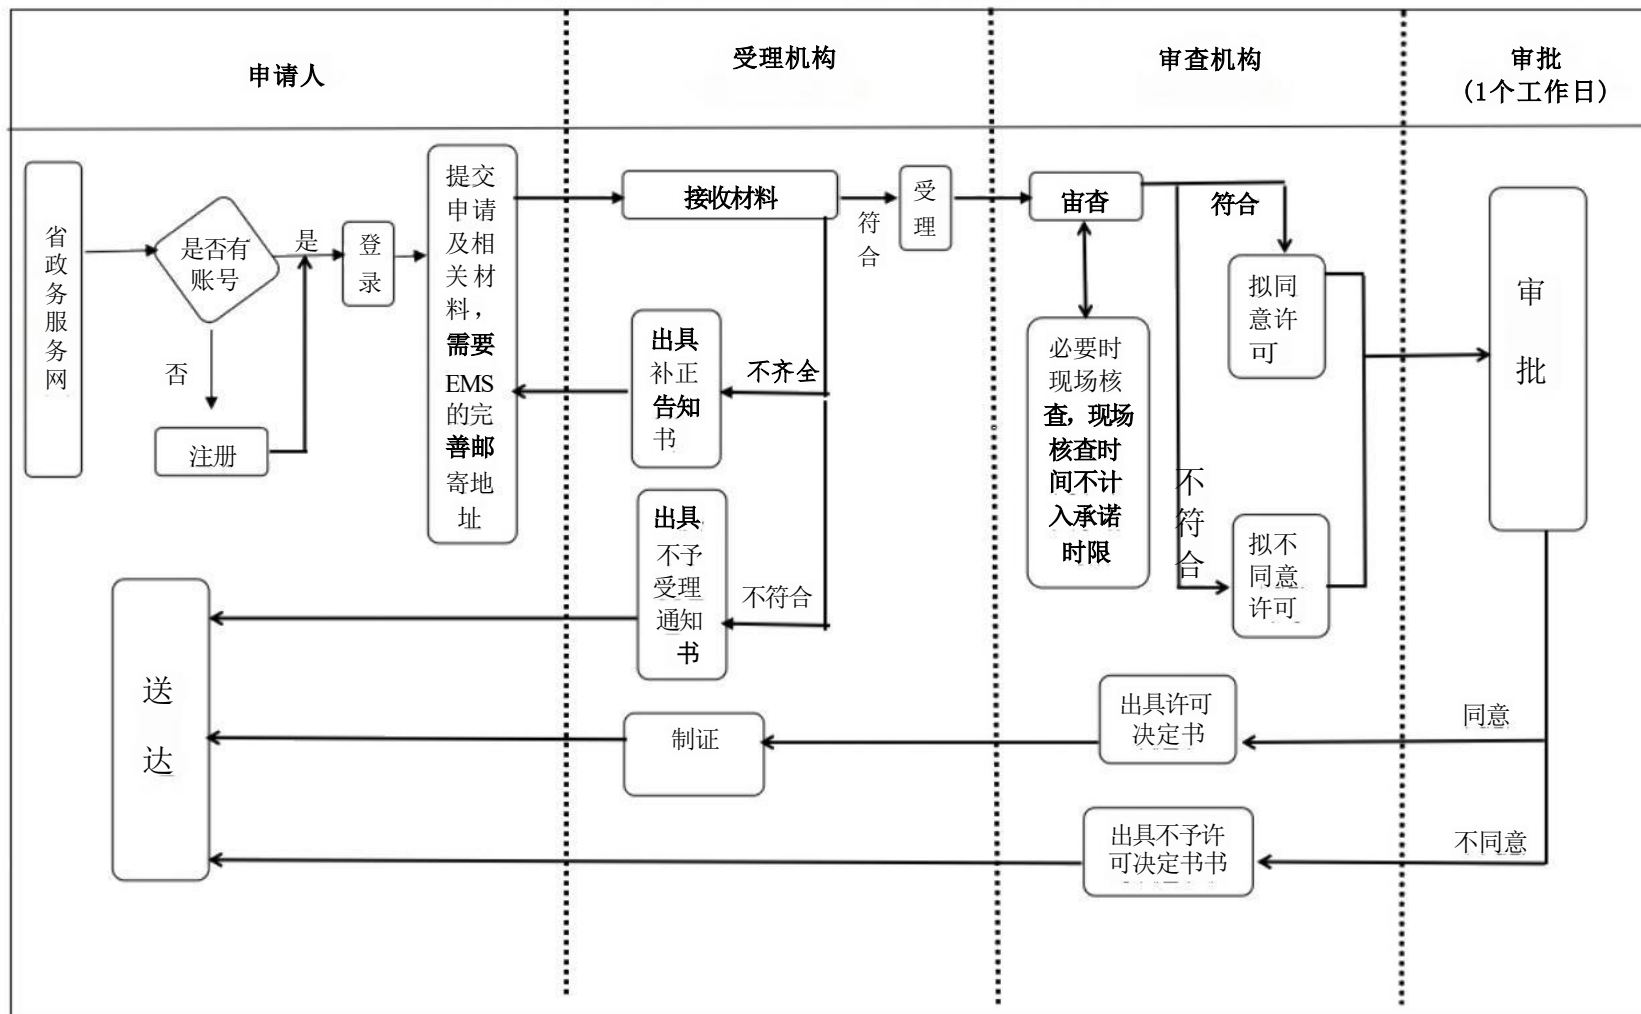 申请人
受理机构
审查机构
审批
(1个工作日)
省
政
务
服
务
网
是否有
账号
是
否
注册
登
录
提交
申请
及相
关材
料，
需要
EMS
的完
善邮
寄地
址
接收材料
符
合
受
理
出具
补正
告知
书
不齐全
出具
不予
受理
通知
书
不符合
宙杳
符合
必要时
现场核
查，现场
核查时
间不计
入承诺
时限
不
符
合
拟同
意许
可
拟不
同意
许可
审
批
送
达
制证
出具许可
决定书
同意
出具不予许
可决定书书
不同意